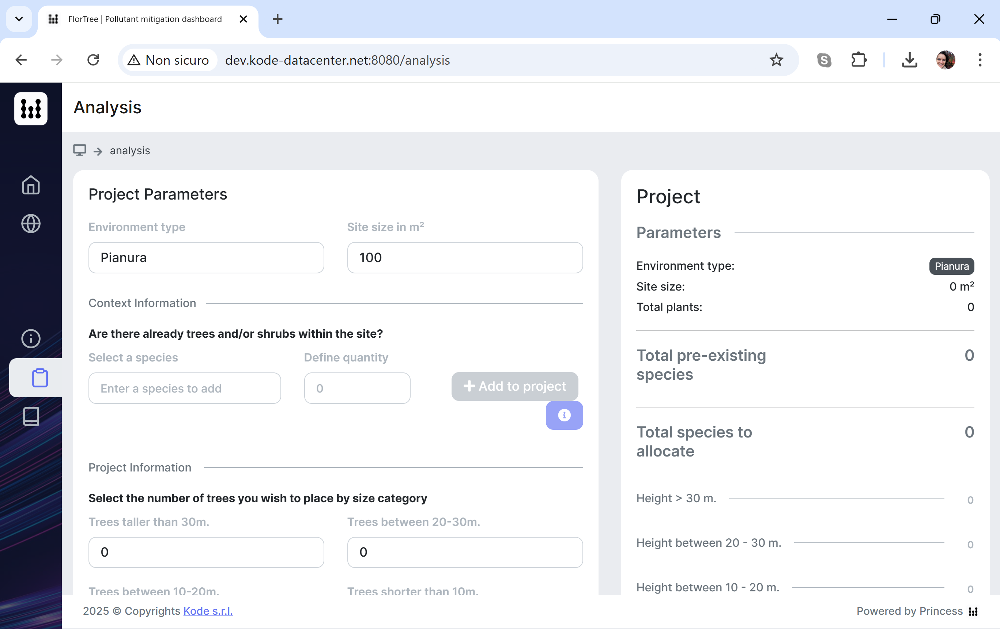 FlorTree | Pollutant mitigation dashboard
Non sicuro dev.kode-datacenter.net:8080/analysis
Analysis
analysis
Project Parameters
Environment type Site size in m²
Pianura 100
Context Information
Are there already trees and/or shrubs within the site?
Select a species Define quantity
Enter a species to add 0 Add to project
Project Information
Select the number of trees you wish to place by size category
Trees taller than 30m. Trees between 20-30m.
0 0
Trees between 10-20m. Trees shorter than 10m.
Project
Parameters
Environment type: Pianura
Site size: 0 m²
Total plants: 0
Total pre-existing 0
species
Total species to 0
allocate
Height > 30 m. 0
Height between 20 - 30 m. 0
Height between 10 - 20 m. 0
2025 © Copyrights Kode s.r.l.
Powered by Princess